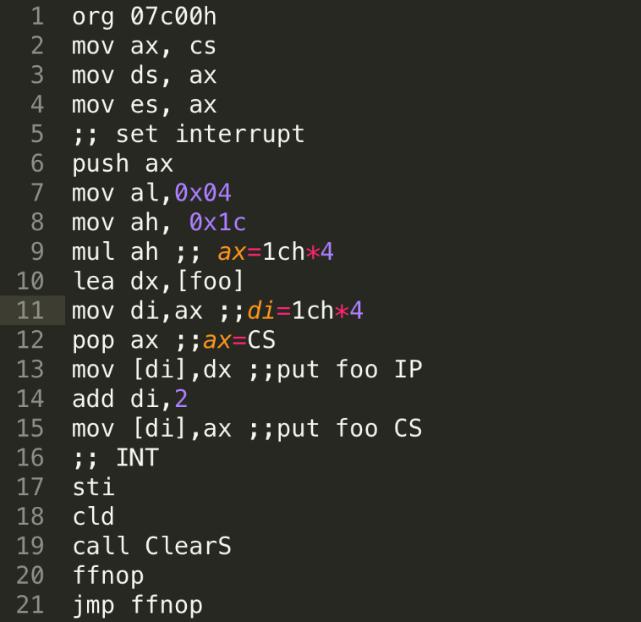 1 org 07c00h
2 mov ax, cs
3 mov ds, ax
4 mov es, ax
5 ;; set interrupt
6 push ax
7 mov al,0x04
8 mov ah, 0x1c
9 mul ah ;; ax=1ch*4
10 lea dx,[foo]
11 mov di,ax ;;di=1ch*4
12 pop ax ;;ax=CS
13 mov [di],dx ;;put foo IP
14 add di,2
15 mov [di],ax ;;put foo CS
16 ;; INT
17 sti
18 cld
19 call ClearS
20 ffnop
21 jmp ffnop